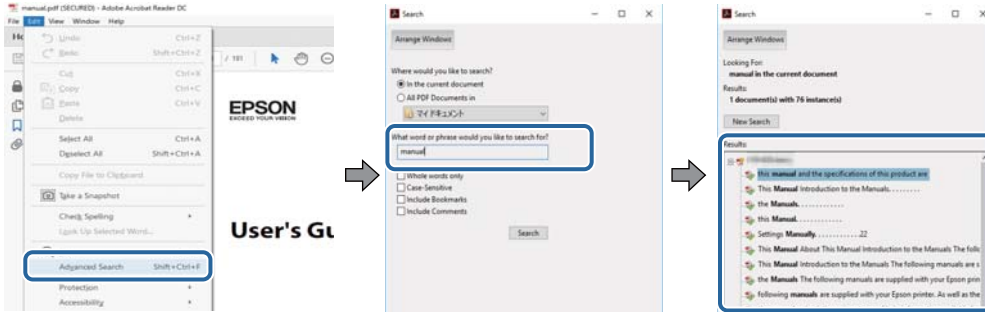 manual.pdf (SECURED) - Adobe Acrobat Reader DC
File Edit View Window Help
Undo Ctrl+Z
Redo Shift+Ctrl+Z
Cut Ctrl+X
Copy Ctrl+C
Paste Ctrl+V
Delete
Select All Ctrl+A
Deselect All Shift+Ctrl+A
Copy File to Clipboard
Take a Snapshot
Check Spelling
Look Up Selected Word...
Advanced Search Shift+Ctrl+F
Protection
Accessibility
/ 181
EPSON
EXCEED YOUR VISION
User's Gu
Search
Arrange Windows
Where would you like to search?
In the current document
All PDF Documents in
マイ ドキュメント
What word or phrase would you like to search for?
manual
Whole words only
Case-Sensitive
Include Bookmarks
Include Comments
Search
Search
Arrange Windows
Looking For:
manual in the current document
Results:
1 document(s) with 76 instance(s)
New Search
Results:
this manual and the specifications of this product are
This Manual Introduction to the Manuals. . . . . . . . .
the Manuals. . . . . . . . . . . . .
this Manual. . . . . . . . . . . . .
Settings Manually. . . . . . . . . . . . .22
This Manual About This Manual Introduction to the Manuals The follo
This Manual Introduction to the Manuals The following manuals are s
the Manuals The following manuals are supplied with your Epson prin
following manuals are supplied with your Epson printer. As well as the